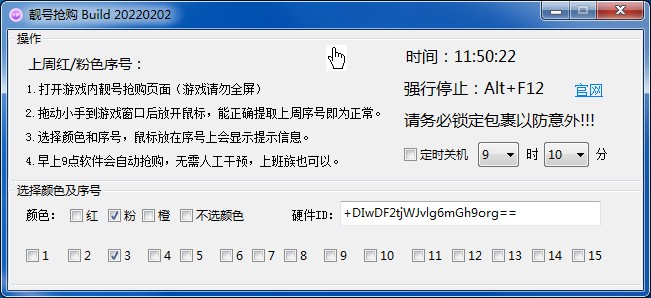 靓号抢购 Build 20220202
操作
上周红/粉色序号：
时间：11:50:22
1.打开游戏内靓号抢购页面（游戏请勿全屏）
强行停止：Alt+F12 官网
2.拖动小手到游戏窗口后放开鼠标，能正确提取上周序号即为正常。
请务必锁定包裹以防意外!!!
3.选择颜色和序号，鼠标放在序号上会显示提示信息。
4.早上9点软件会自动抢购，无需人工干预，上班族也可以。
定时关机 9 时 10 分
选择颜色及序号
颜色： 红 粉 橙 不选颜色 硬件ID： +DIwDF2tjWJvlg6mGh9org==
1 2 3 4 5 6 7 8 9 10 11 12 13 14 15